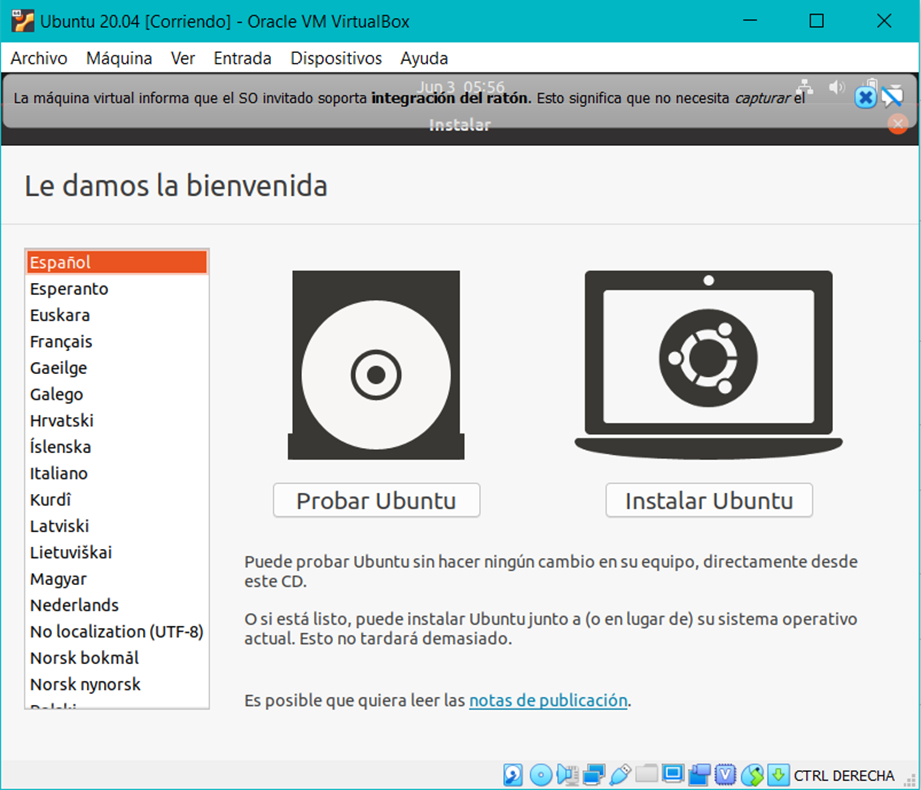 Ubuntu 20.04 [Corriendo] - Oracle VM VirtualBox
Archivo Máquina Ver Entrada Dispositivos Ayuda
Jun 3 05:56
La máquina virtual informa que el SO invitado soporta integración del ratón. Esto significa que no necesita capturar el
Instalar
Le damos la bienvenida
Español
Esperanto
Euskara
Français
Gaeilge
Galego
Hrvatski
Íslenska
Italiano
Kurdî
Latviski
Lietuviškai
Magyar
Nederlands
No localization (UTF-8)
Norsk bokmål
Norsk nynorsk
Polski
Probar Ubuntu
Instalar Ubuntu
Puede probar Ubuntu sin hacer ningún cambio en su equipo, directamente desde
este CD.
O si está listo, puede instalar Ubuntu junto a (o en lugar de) su sistema operativo
actual. Esto no tardará demasiado.
Es posible que quiera leer las notas de publicación.
CTRL DERECHA